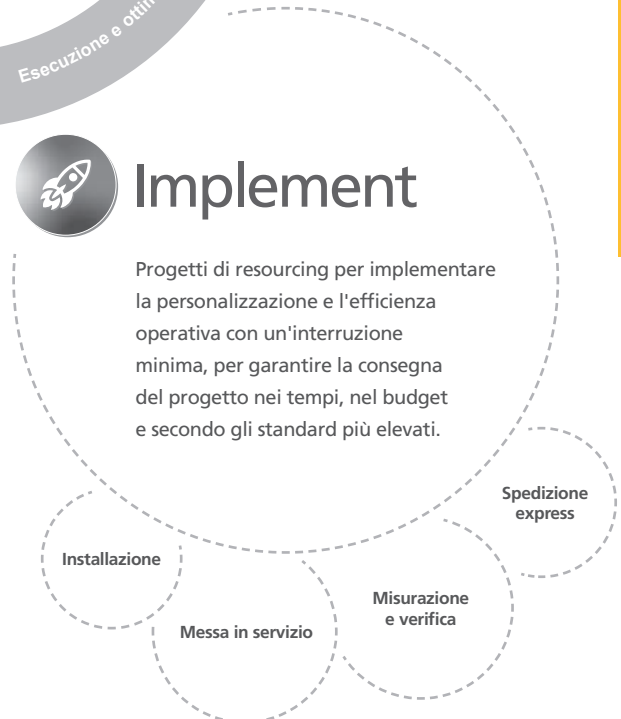 Esecuzione e
Implement
Progetti di resourcing per implementare
la personalizzazione e l'efficienza
operativa con un'interruzione
minima, per garantire la consegna
del progetto nei tempi, nel budget
e secondo gli standard più elevati.
Spedizione
express
Installazione
Misurazione
e verifica
Messa in servizio